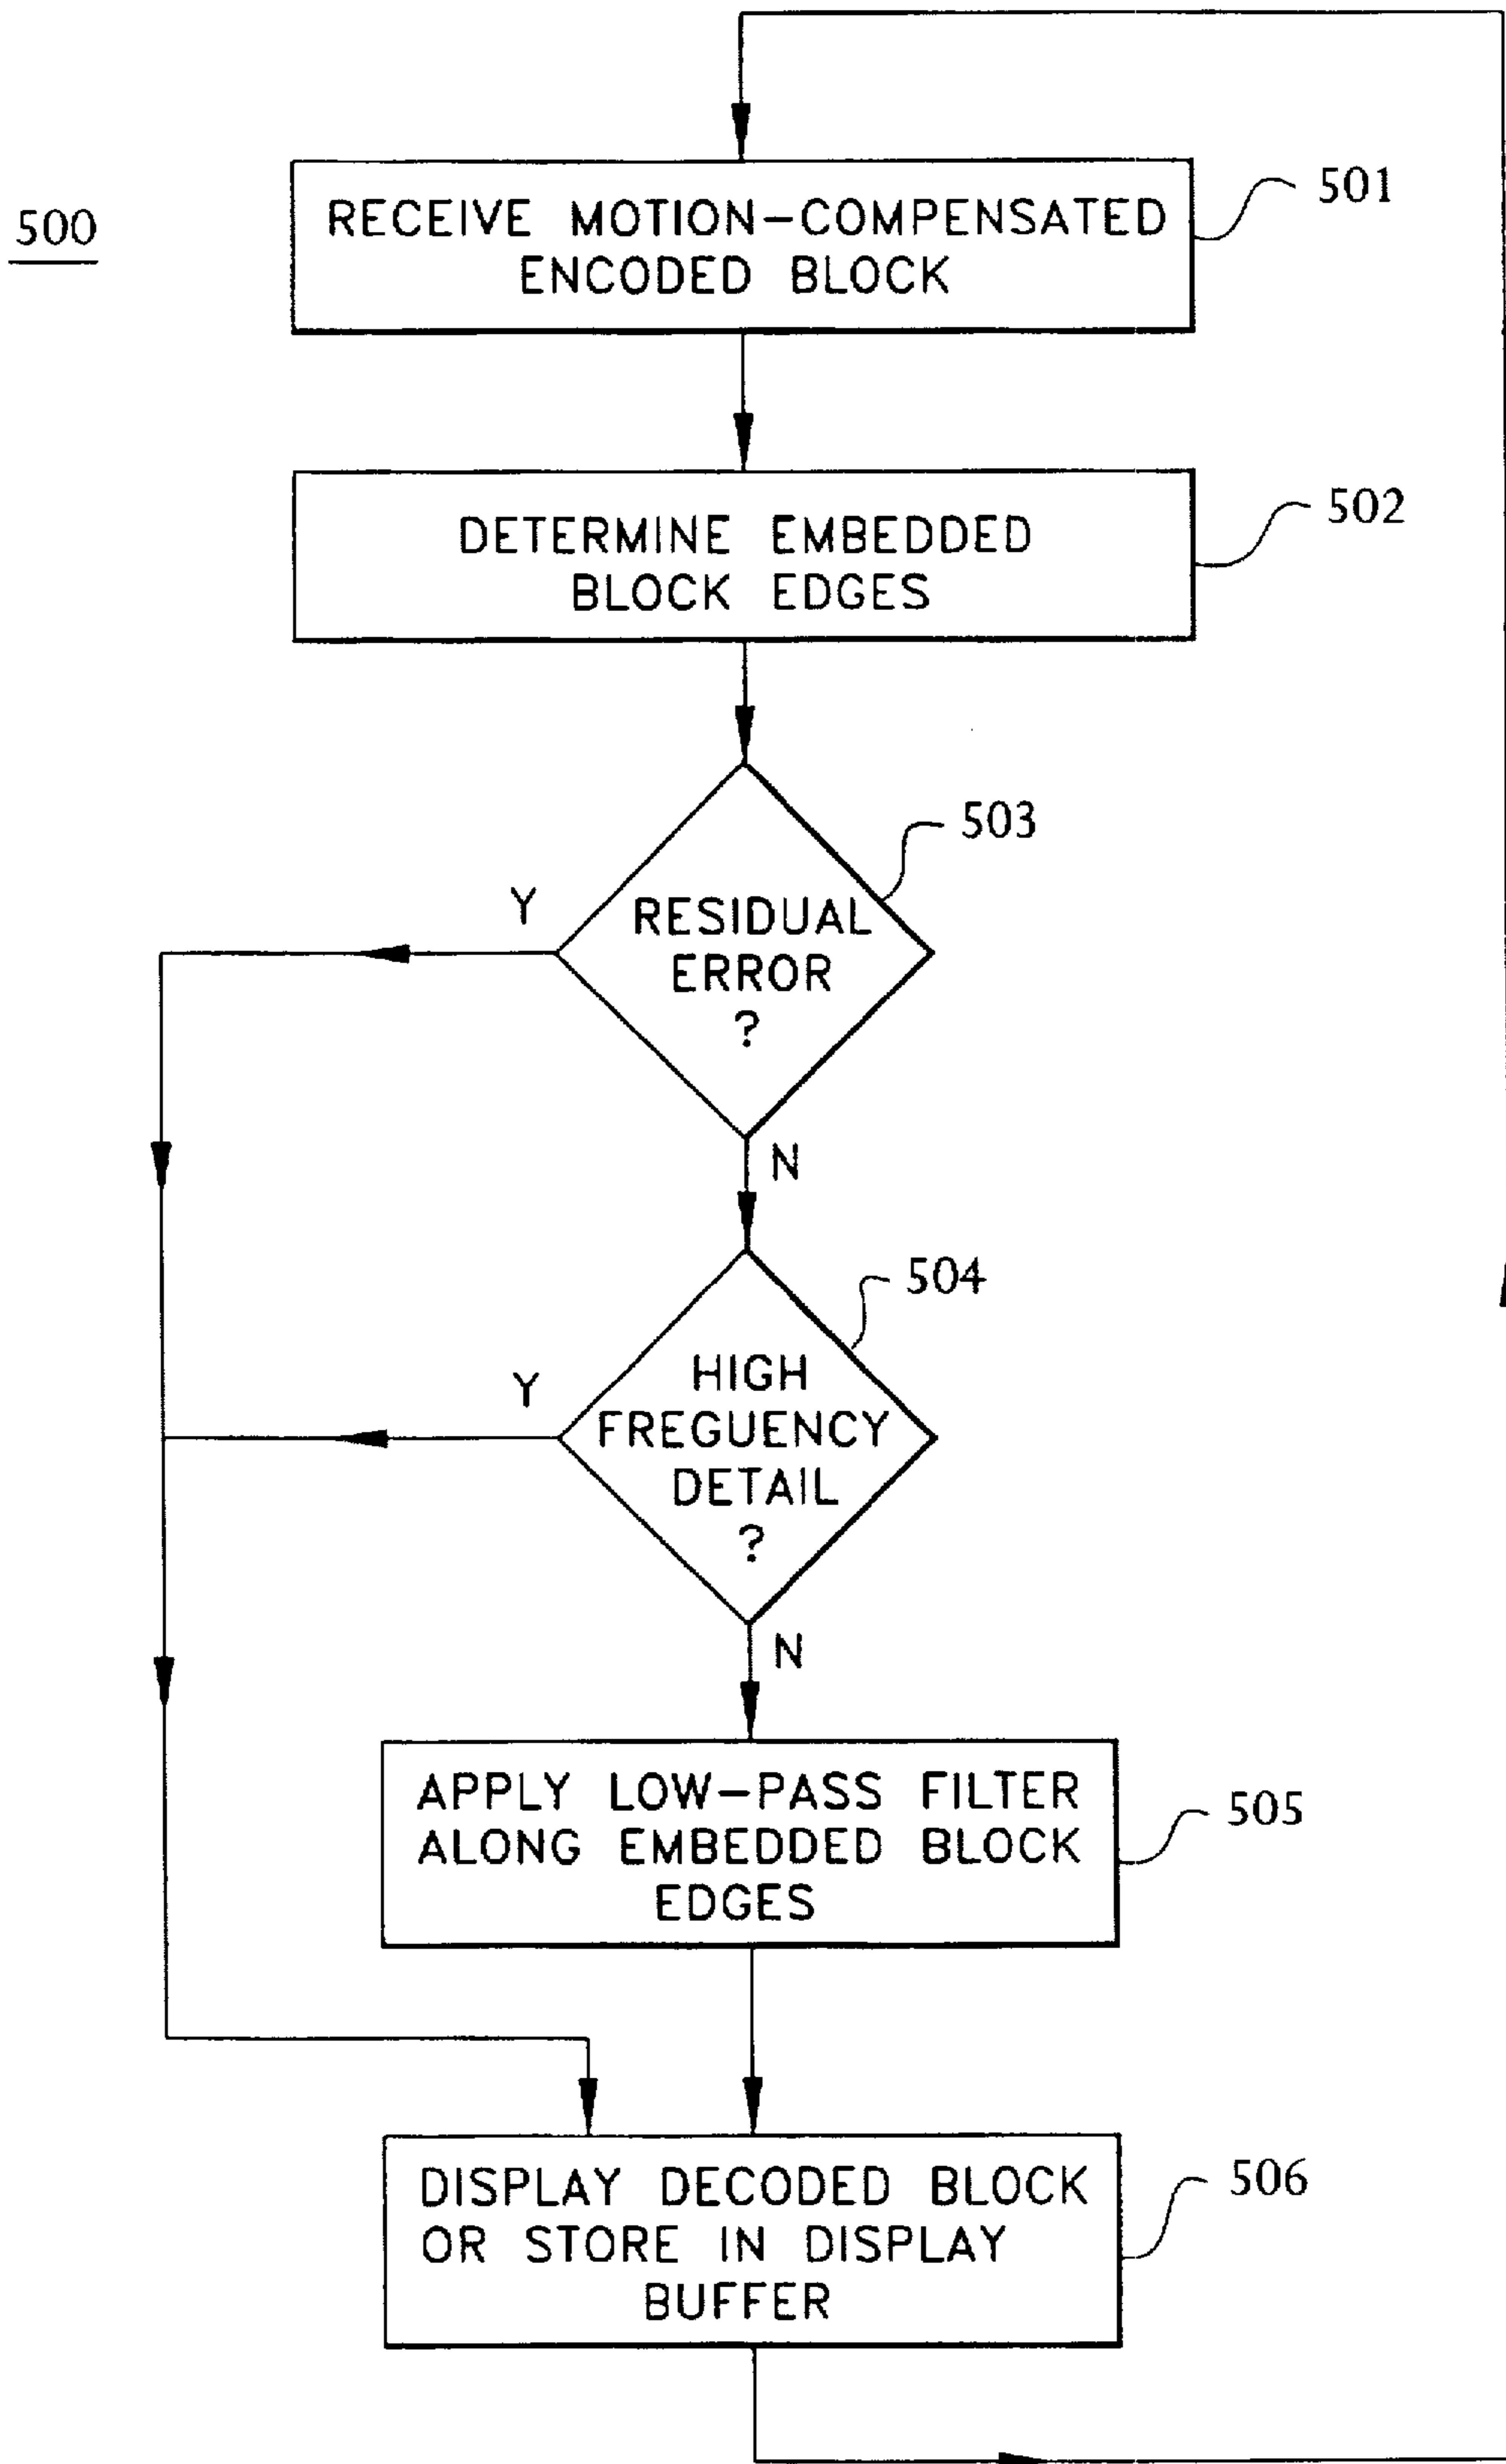 500
RECEIVE MOTION-COMPENSATED
ENCODED BLOCK
501
DETERMINE EMBEDDED
BLOCK EDGES
502
503
Y
RESIDUAL
ERROR
?
N
504
Y
HIGH
FREGUENCY
DETAIL
?
N
APPLY LOW-PASS FILTER
ALONG EMBEDDED BLOCK
EDGES
505
DISPLAY DECODED BLOCK
OR STORE IN DISPLAY
BUFFER
506